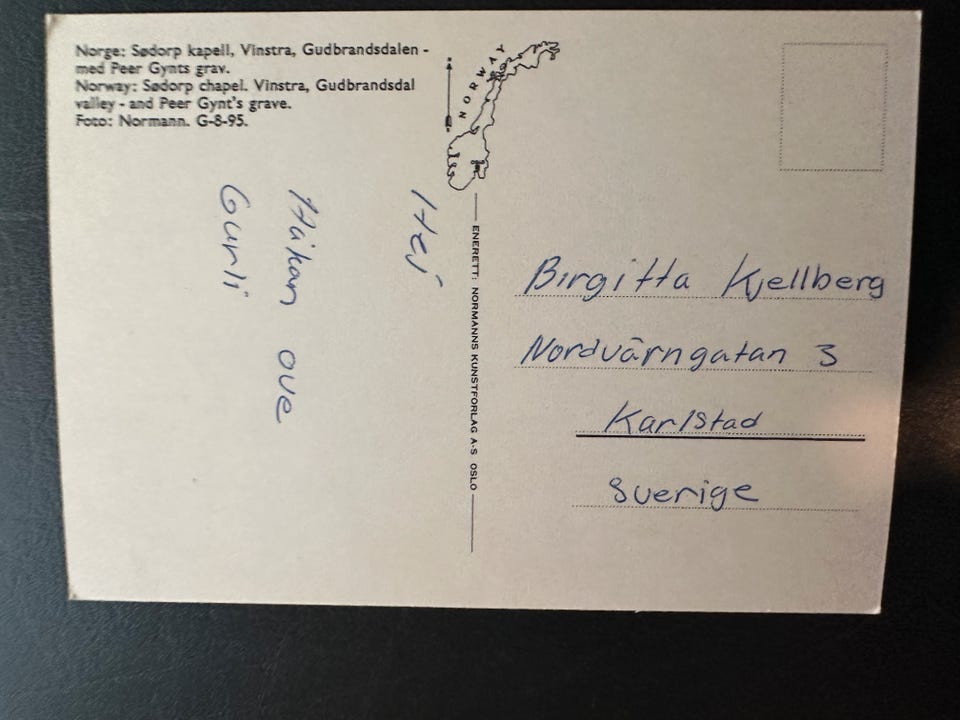 Norge: Sødorp kapell, Vinstra, Gudbrandsdalen -
med Peer Gynts grav.
Norway: Sødorp chapel. Vinstra, Gudbrandsdal
valley - and Peer Gynt's grave.
Foto: Normann. G-8-95.
NORWAY
Hej
Håkan ove
Gurli
ENERETT: NORMANNS KUNSTFORLAG A-S OSLO
Birgitta Kjellberg
Nordvärngatan 3
Karlstad
Sverige